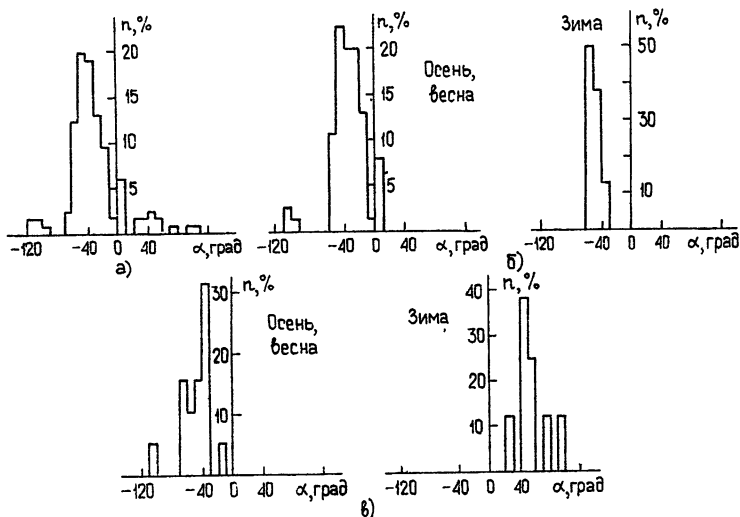 n,%
20
15
10
5
-120
-40
0
40
α,град
а)
n,%
20
15
10
5
Осень,
весна
-120
-40
0
40
α,град
Зима
n,%
50
30
10
-120
-40
0
40
α,град
б)
n,%
30
20
10
Осень,
весна
-120
-40
0
40
α,град
Зима
n,%
40
30
20
10
-120
-40
0
40
α,град
в)